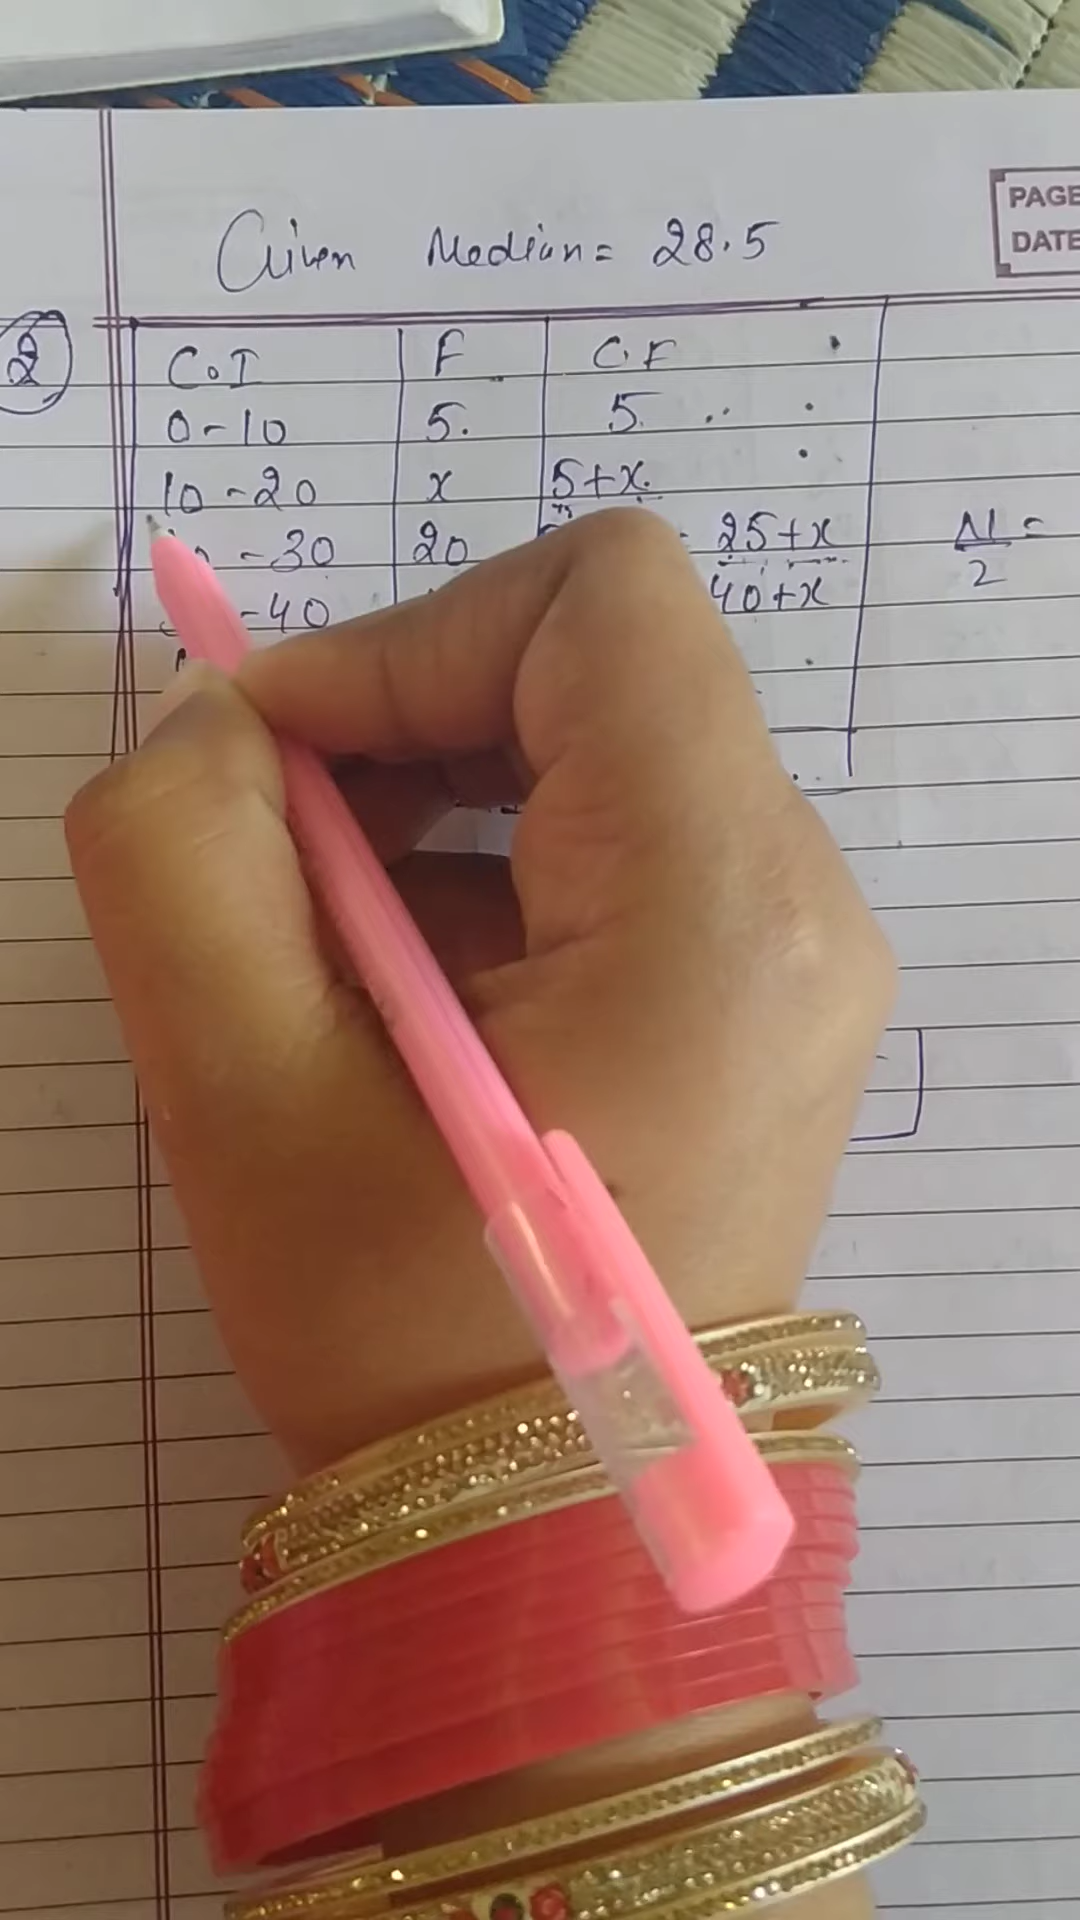 PAGE
DATE
Given Median = 28.5
2
C.I F C.F
0-10 5. 5
10-20 x 5+x.
-30 20 25+x N/2 =
-40 40+x